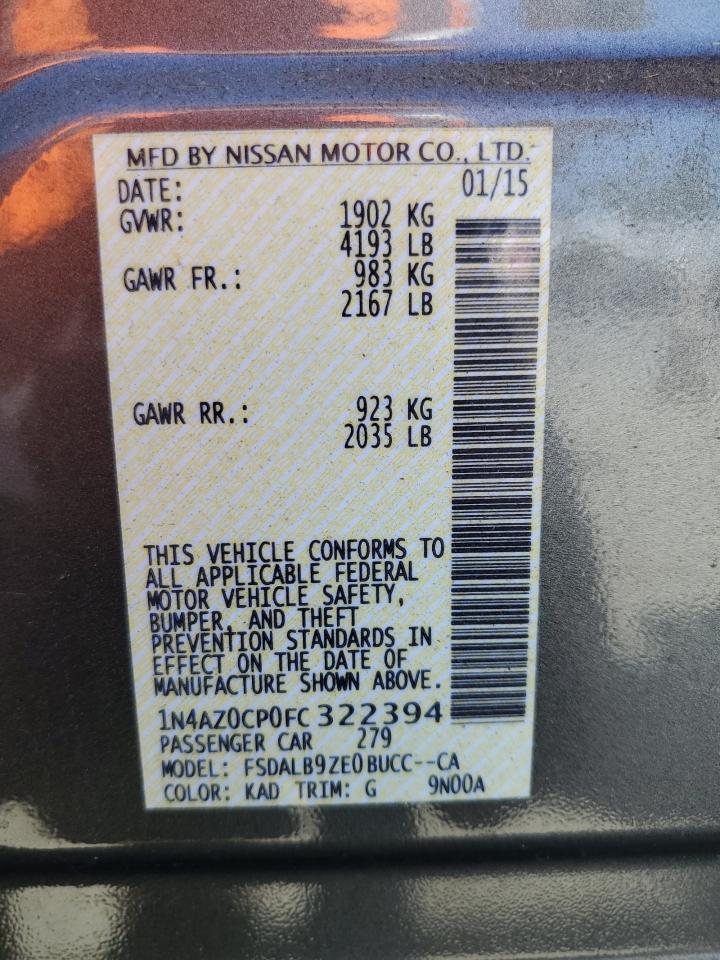 MFD BY NISSAN MOTOR CO., LTD.
DATE: 01/15
GVWR: 1902 KG
4193 LB
GAWR FR.: 983 KG
2167 LB
GAWR RR.: 923 KG
2035 LB
THIS VEHICLE CONFORMS TO
ALL APPLICABLE FEDERAL
MOTOR VEHICLE SAFETY,
BUMPER, AND THEFT
PREVENTION STANDARDS IN
EFFECT ON THE DATE OF
MANUFACTURE SHOWN ABOVE.
1N4AZ0CP0FC322394
PASSENGER CAR 279
MODEL: FSDALB9ZE0BUCC--CA
COLOR: KAD TRIM: G 9N00A